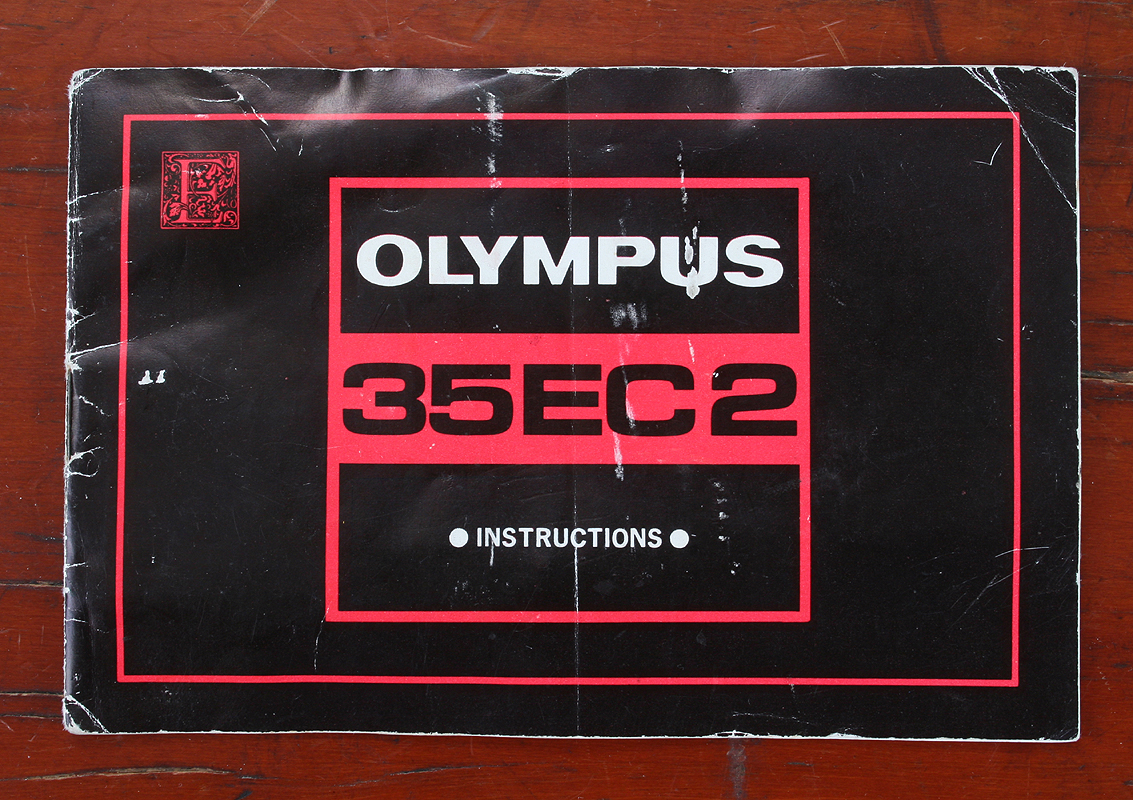 E
OLYMPUS
35EC2
● INSTRUCTIONS ●